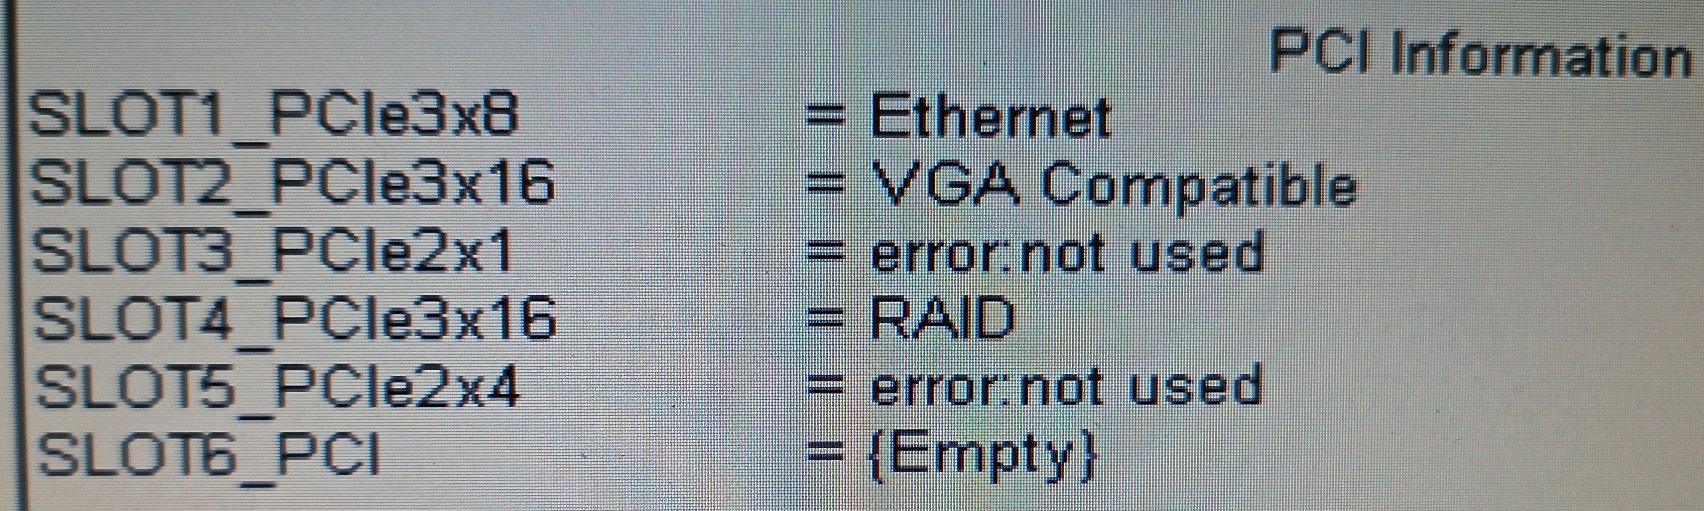 PCI Information
SLOT1_PCIe3x8 = Ethernet
SLOT2_PCIe3x16 = VGA Compatible
SLOT3_PCIe2x1 = error:not used
SLOT4_PCIe3x16 = RAID
SLOT5_PCIe2x4 = error:not used
SLOT6_PCI = {Empty}